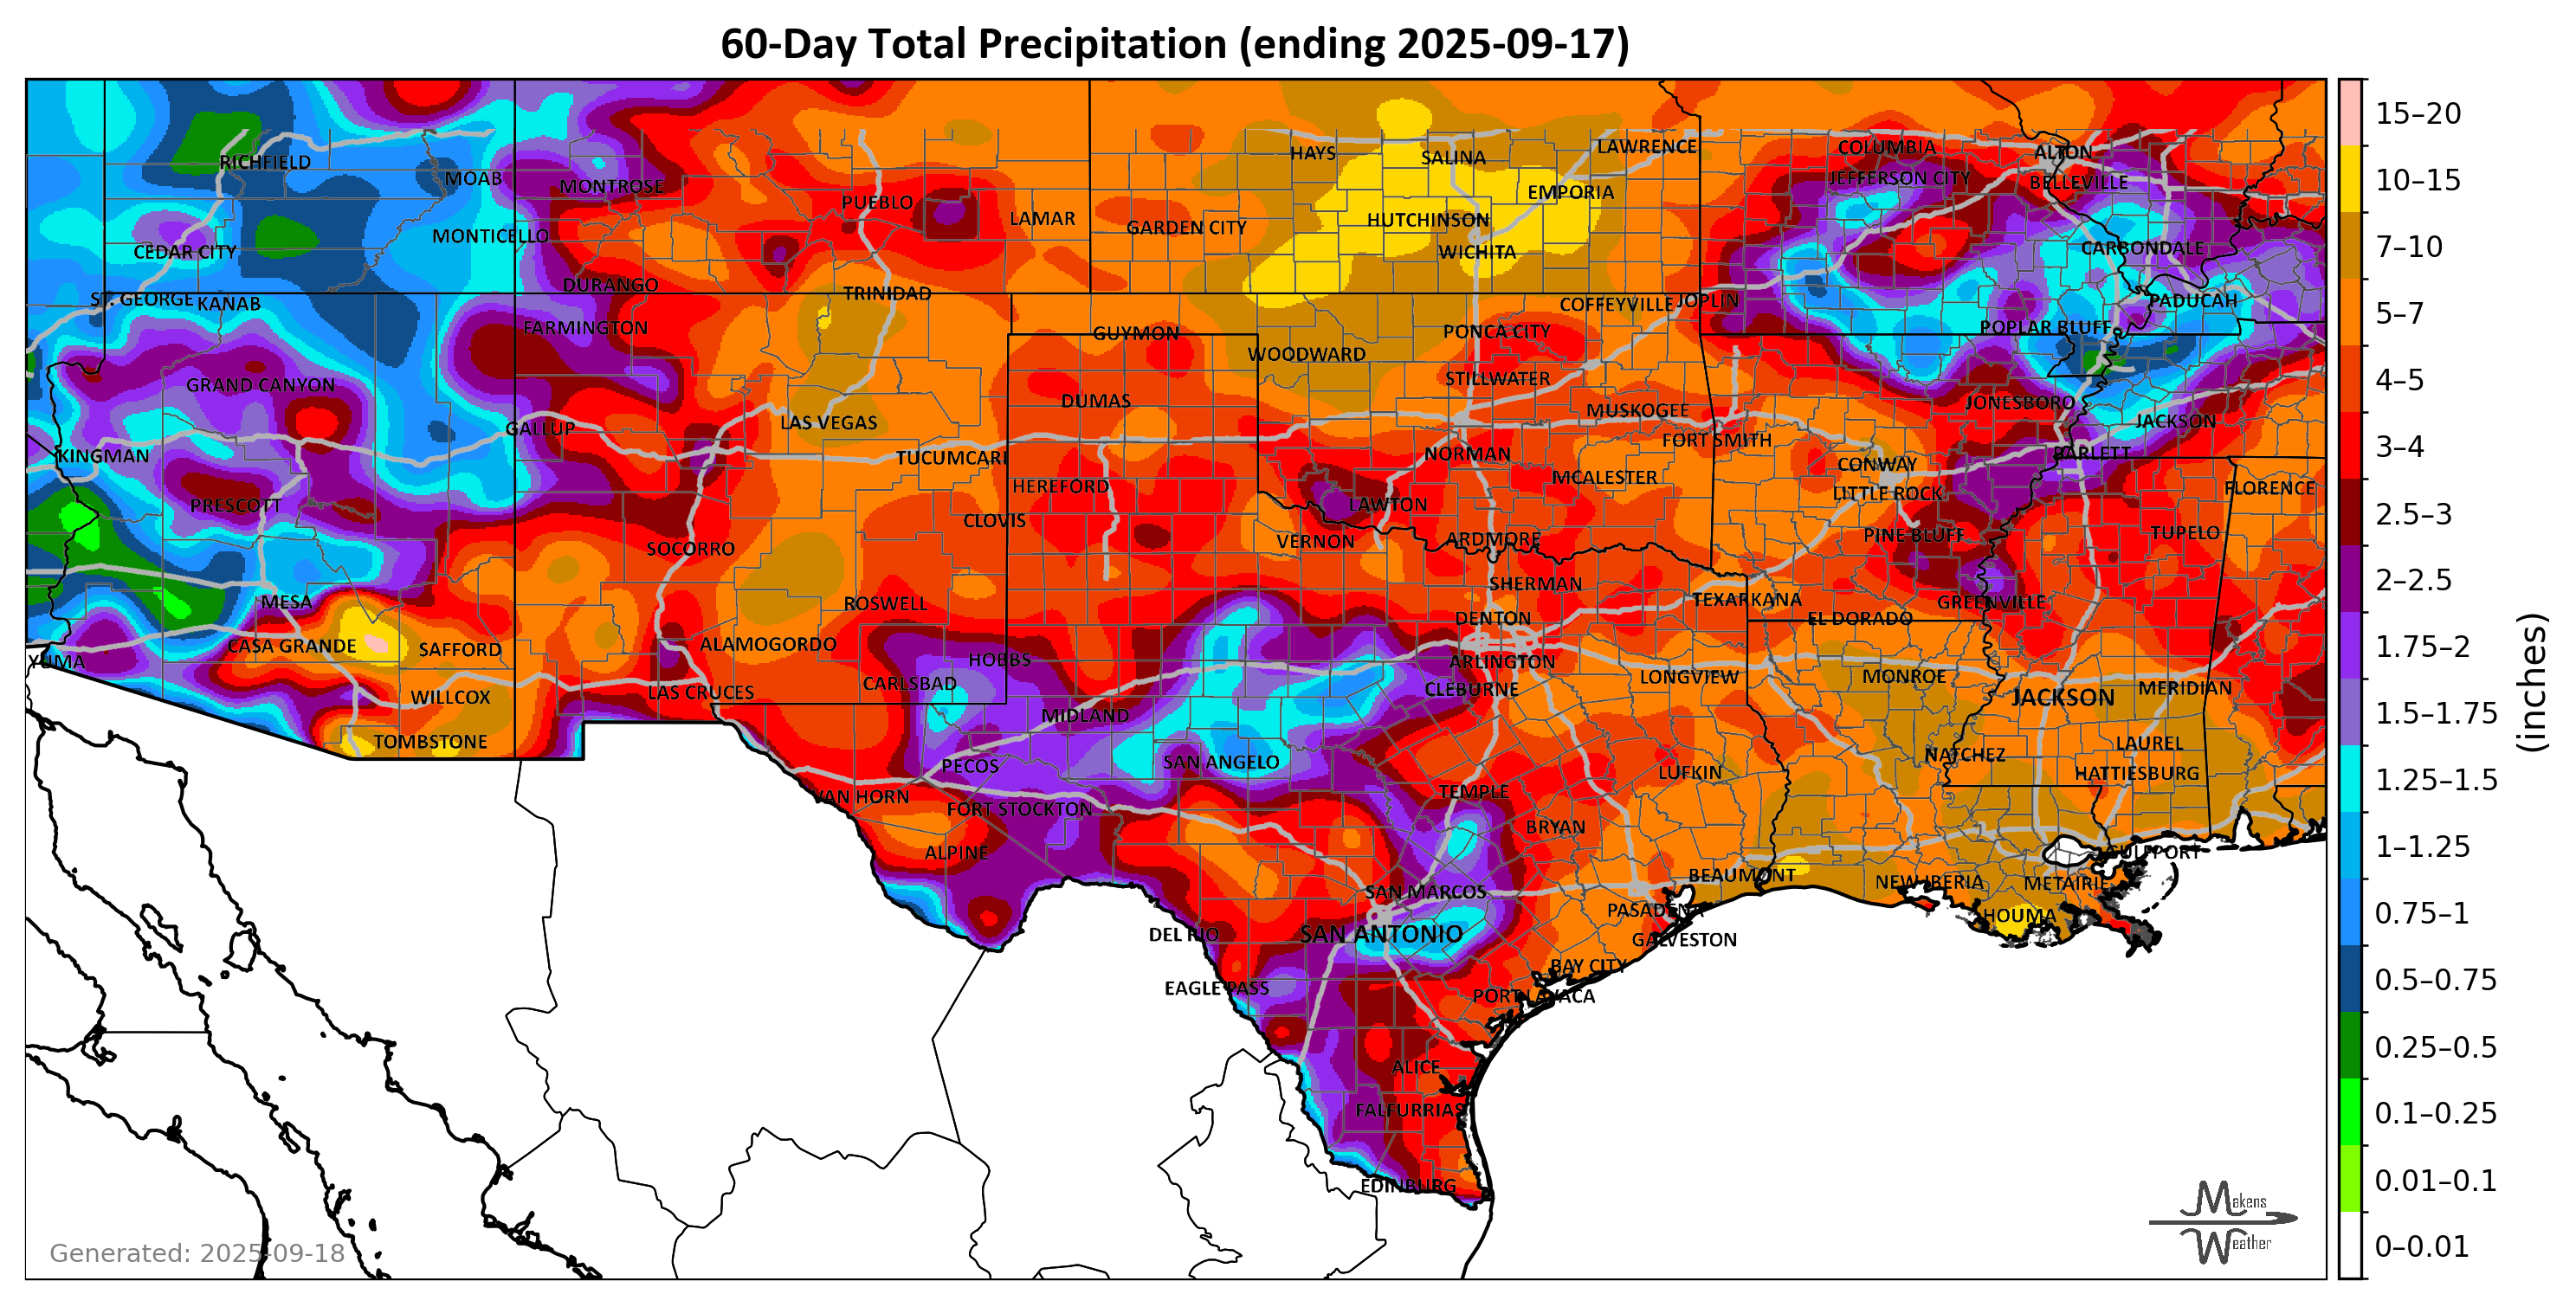 60-Day Total Precipitation (ending 2025-09-17)
RICHFIELD
MOAB
MONTROSE
PUEBLO
LAMAR
HAYS
SALINA
LAWRENCE
COLUMBIA
ALTON
JEFFERSON CITY
BELLEVILLE
CEDAR CITY
MONTICELLO
GARDEN CITY
HUTCHINSON
EMPORIA
WICHITA
CARBONDALE
ST. GEORGE
KANAB
DURANGO
TRINIDAD
COFFEYVILLE
JOPLIN
PADUCAH
FARMINGTON
GUYMON
PONCA CITY
POPLAR BLUFF
WOODWARD
GRAND CANYON
DUMAS
STILLWATER
JONESBORO
GALLUP
LAS VEGAS
MUSKOGEE
JACKSON
KINGMAN
TUCUMCARI
NORMAN
FORT SMITH
BARLETT
CONWAY
PRESCOTT
HEREFORD
LAWTON
MCALESTER
LITTLE ROCK
FLORENCE
CLOVIS
SOCORRO
VERNON
ARDMORE
PINE BLUFF
TUPELO
MESA
ROSWELL
SHERMAN
TEXARKANA
GREENVILLE
CASA GRANDE
SAFFORD
ALAMOGORDO
DENTON
EL DORADO
YUMA
HOBBS
ARLINGTON
WILLCOX
LAS CRUCES
CARLSBAD
CLEBURNE
LONGVIEW
MONROE
JACKSON
MERIDIAN
TOMBSTONE
MIDLAND
PECOS
SAN ANGELO
NATCHEZ
LAUREL
VAN HORN
FORT STOCKTON
TEMPLE
LUFKIN
HATTIESBURG
ALPINE
BRYAN
GULFPORT
SAN MARCOS
BEAUMONT
NEW IBERIA
METAIRIE
DEL RIO
SAN ANTONIO
PASADENA
GALVESTON
HOUMA
EAGLE PASS
BAY CITY
PORT LAVACA
ALICE
FALFURRIAS
EDINBURG
15–20
10–15
7–10
5–7
4–5
3–4
2.5–3
2–2.5
1.75–2
1.5–1.75
1.25–1.5
1–1.25
0.75–1
0.5–0.75
0.25–0.5
0.1–0.25
0.01–0.1
0–0.01
(inches)
Generated: 2025-09-18
Makens
Weather